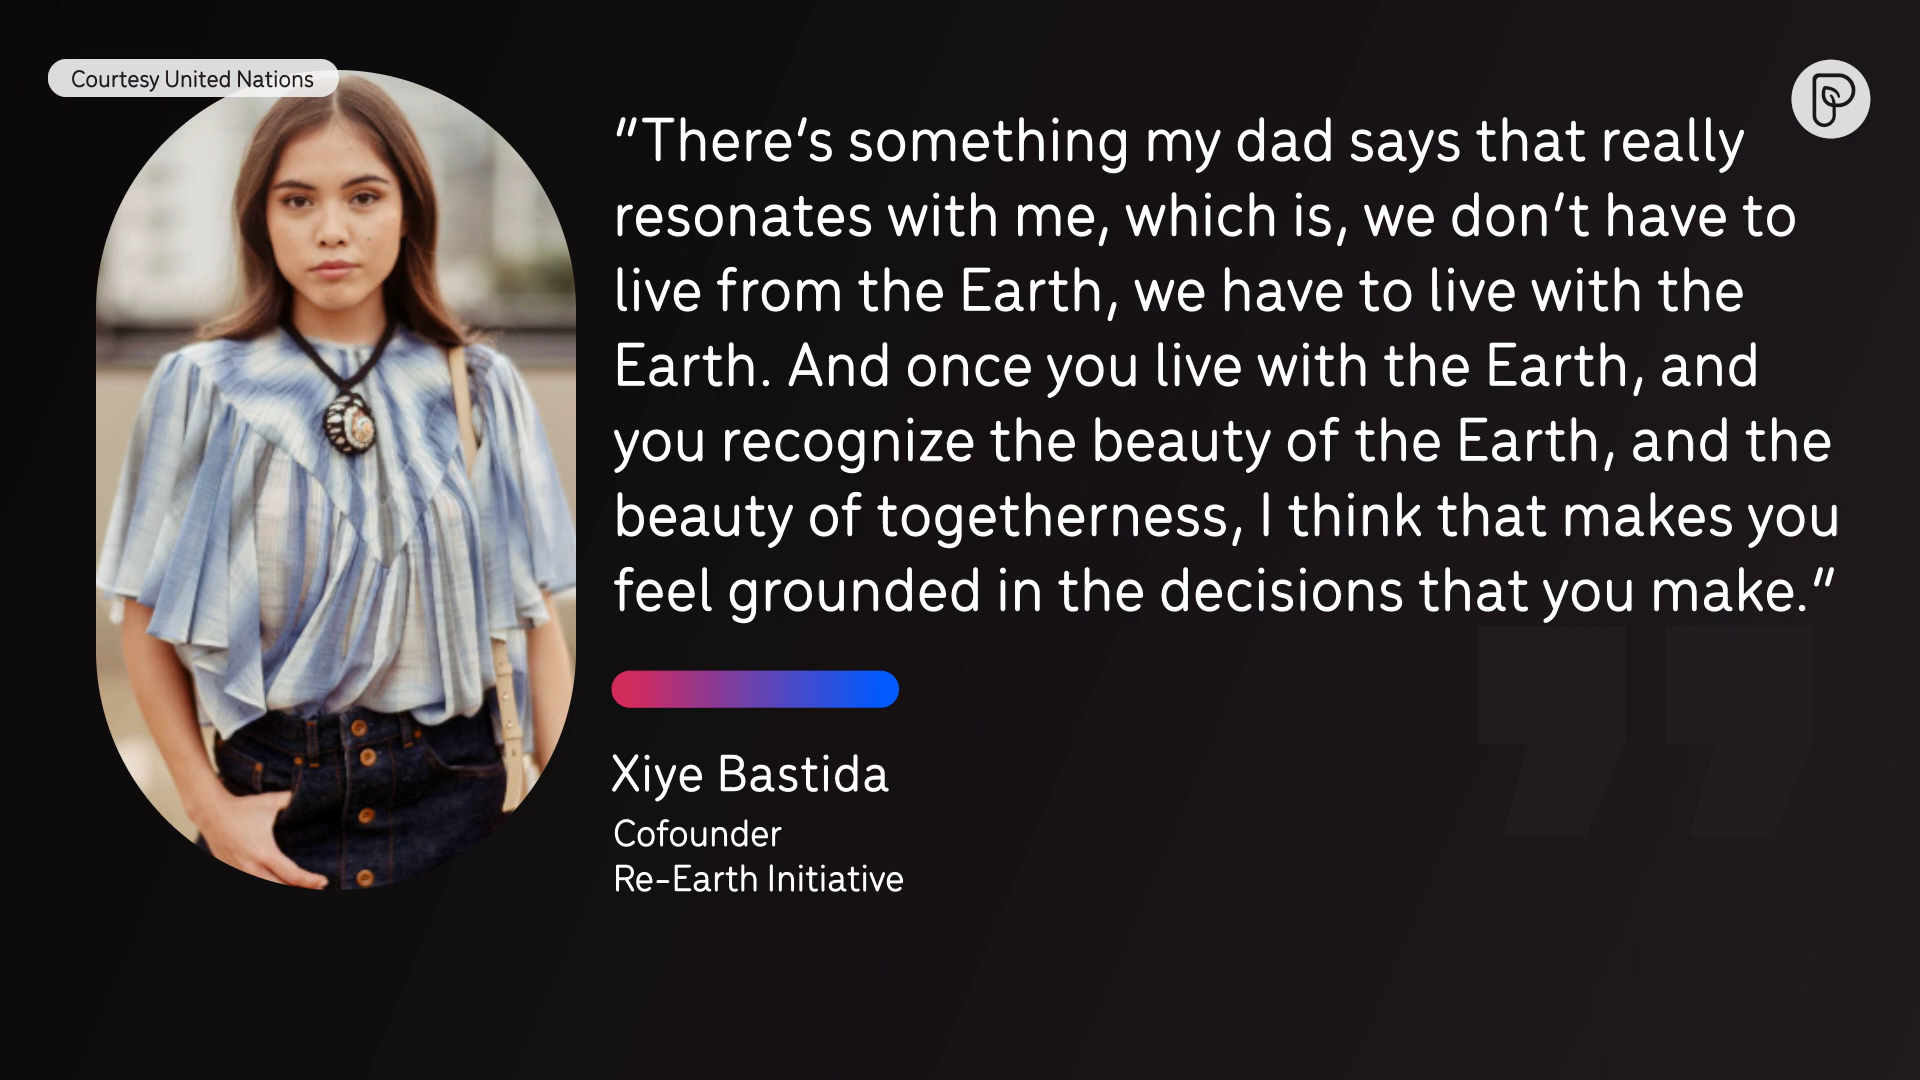 Courtesy United Nations
"There's something my dad says that really
resonates with me, which is, we don't have to
live from the Earth, we have to live with the
Earth. And once you live with the Earth, and
you recognize the beauty of the Earth, and the
beauty of togetherness, I think that makes you
feel grounded in the decisions that you make."
Xiye Bastida
Cofounder
Re-Earth Initiative